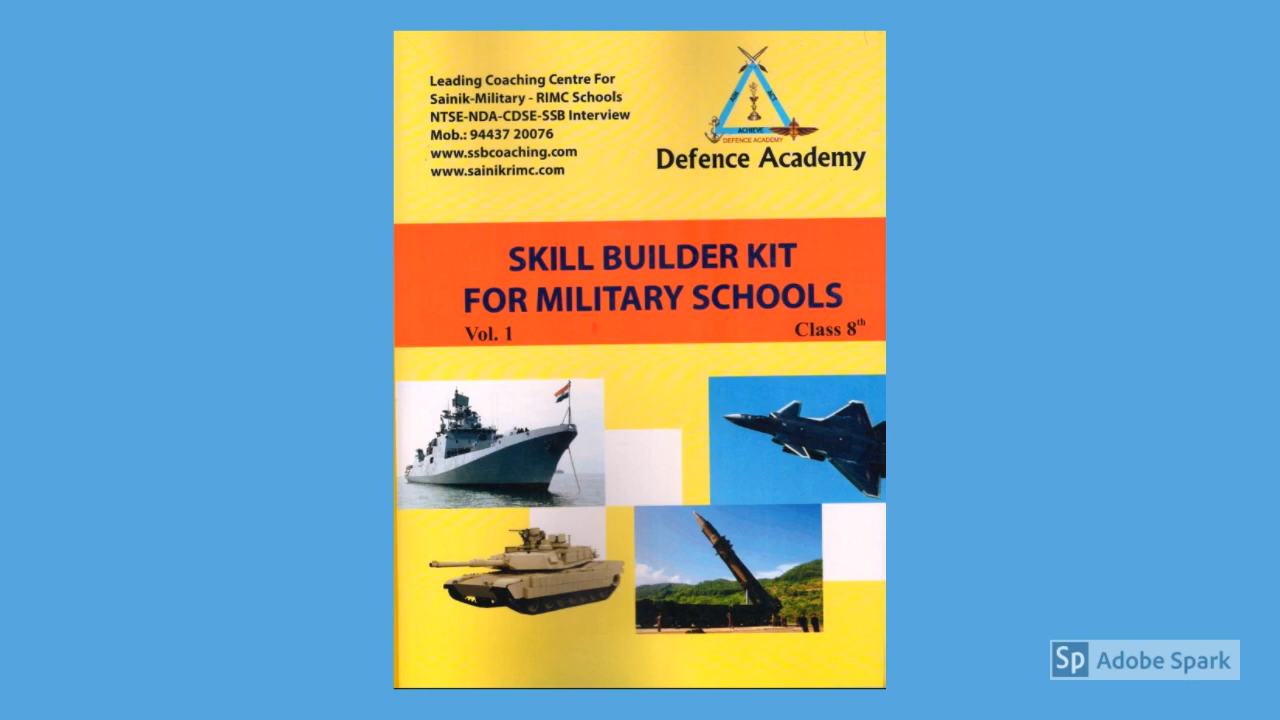 Leading Coaching Centre For
Sainik-Military - RIMC Schools
NTSE-NDA-CDSE-SSB Interview
Mob.: 94437 20076
www.ssbcoaching.com
www.sainikrimc.com
AIM
ACT
ACHIEVE
DEFENCE ACADEMY
Defence Academy
SKILL BUILDER KIT
FOR MILITARY SCHOOLS
Vol. 1
Class 8th
Sp Adobe Spark